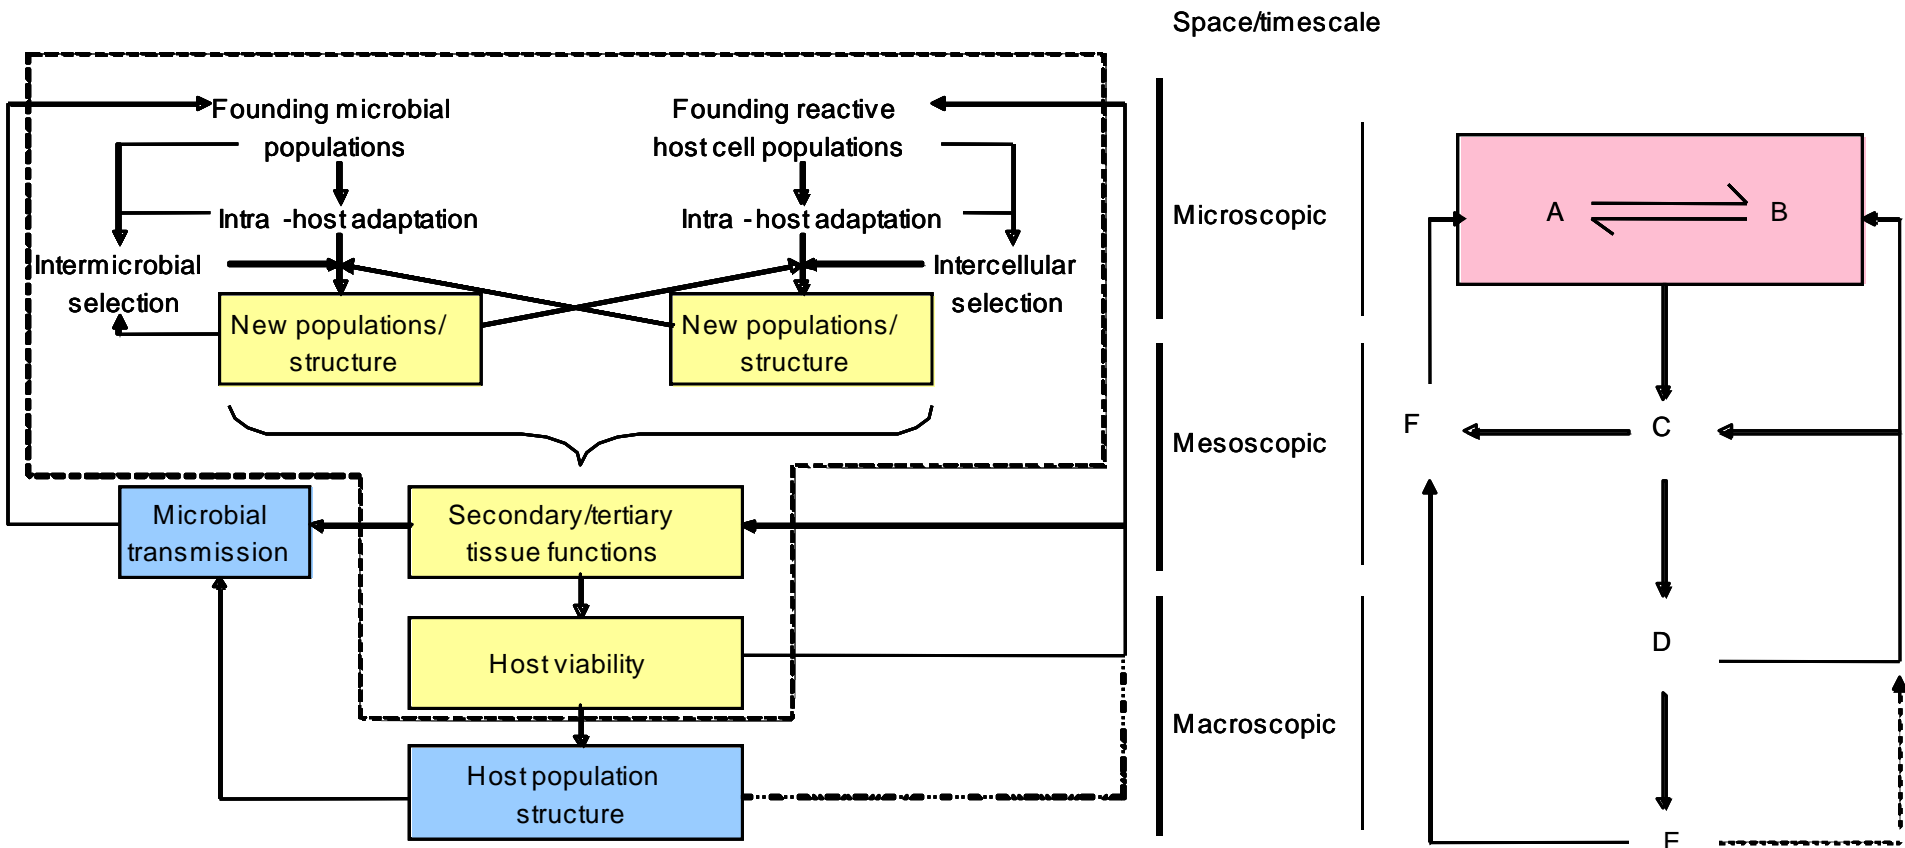 Space/timescale
Founding microbial
populations
Founding reactive
host cell populations
Intra -host adaptation
Intra -host adaptation
Intermicrobial
selection
Intercellular
selection
New populations/
structure
New populations/
structure
Microbial
transmission
Secondary/tertiary
tissue functions
Host viability
Host population
structure
Microscopic
Mesoscopic
Macroscopic
A
B
F
C
D